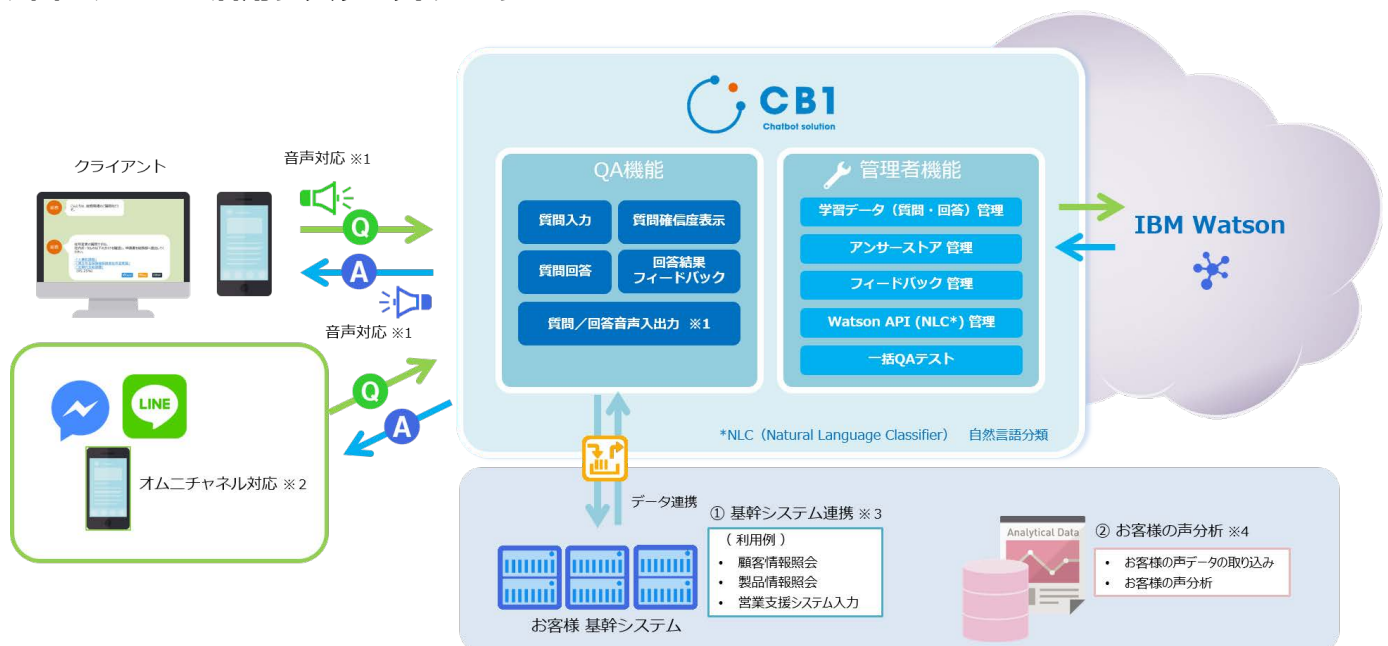 CB1
Chatbot solution
クライアント
音声対応 ※1
Q
A
音声対応 ※1
QA機能
質問入力
質問確信度表示
質問回答
回答結果
フィードバック
質問／回答音声入出力 ※1
管理者機能
学習データ（質問・回答）管理
アンサーストア 管理
フィードバック 管理
Watson API (NLC*) 管理
一括QAテスト
IBM Watson
*NLC（Natural Language Classifier） 自然言語分類
LINE
オムニチャネル対応 ※2
Q
A
データ連携
お客様 基幹システム
① 基幹システム連携 ※3
（ 利用例 ）
• 顧客情報照会
• 製品情報照会
• 営業支援システム入力
Analytical Data
② お客様の声分析 ※4
• お客様の声データの取り込み
• お客様の声分析